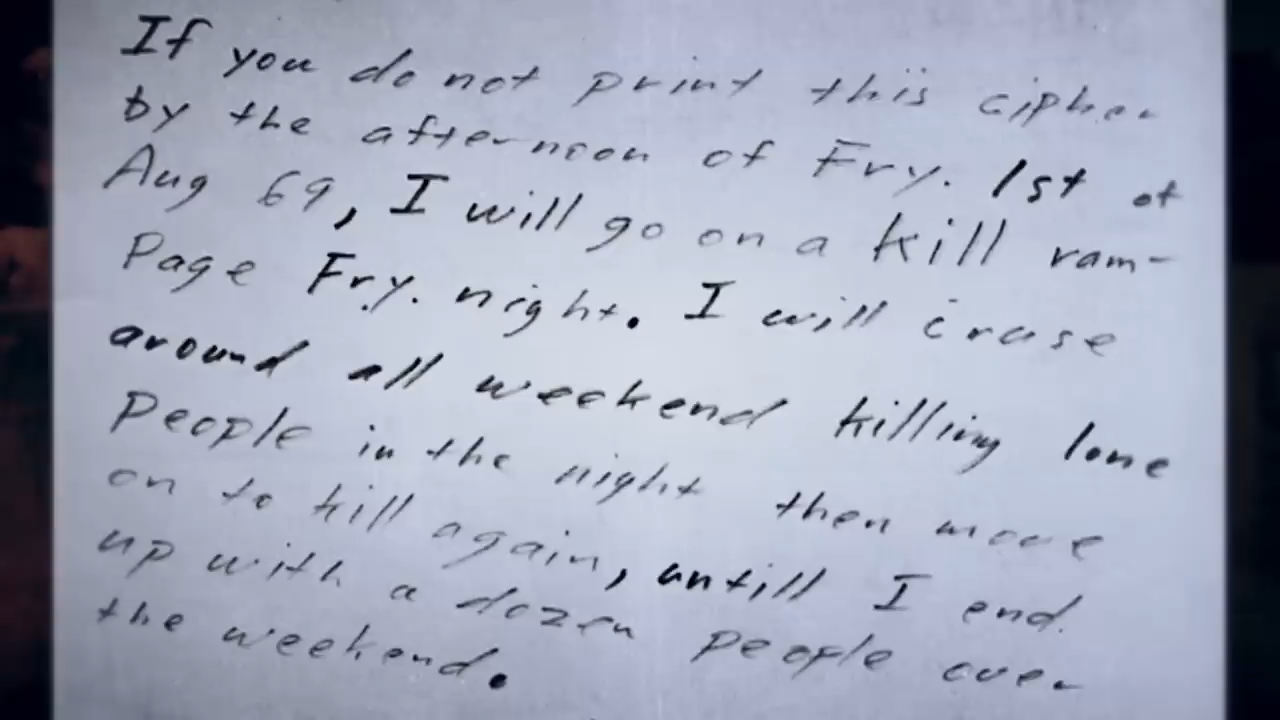 If you do not print this cipher
by the afternoon of Fry. 1st of
Aug 69, I will go on a kill ram-
Page Fry. night. I will cruse
around all weekend killing lone
people in the night then move
on to kill again, untill I end
up with a dozen people over
the weekend.